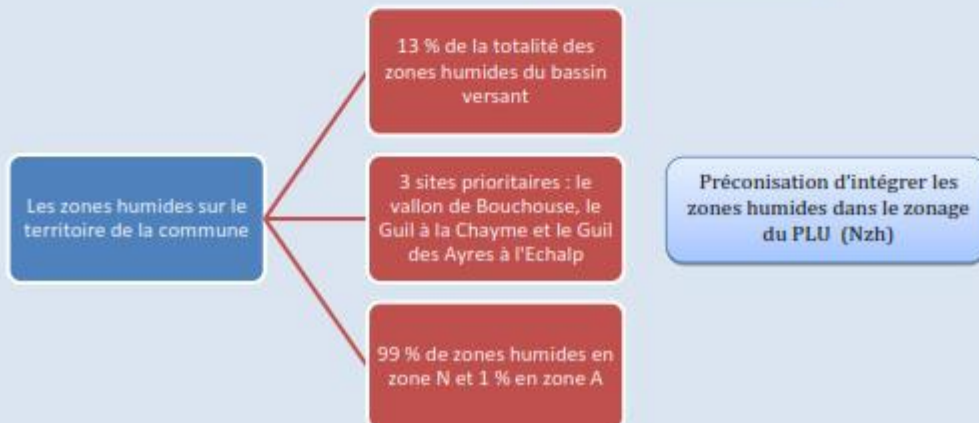 13 % de la totalité des
zones humides du bassin
versant
Les zones humides sur le
territoire de la commune
3 sites prioritaires : le
vallon de Bouchouse, le
Guil à la Chayme et le Guil
des Ayres à l'Echalp
Préconisation d'intégrer les
zones humides dans le zonage
du PLU (Nzh)
99 % de zones humides en
zone N et 1 % en zone A